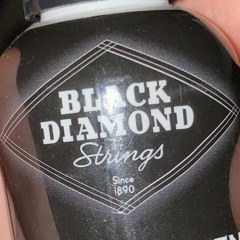 BLACK
DIAMOND
Strings
Since
1890